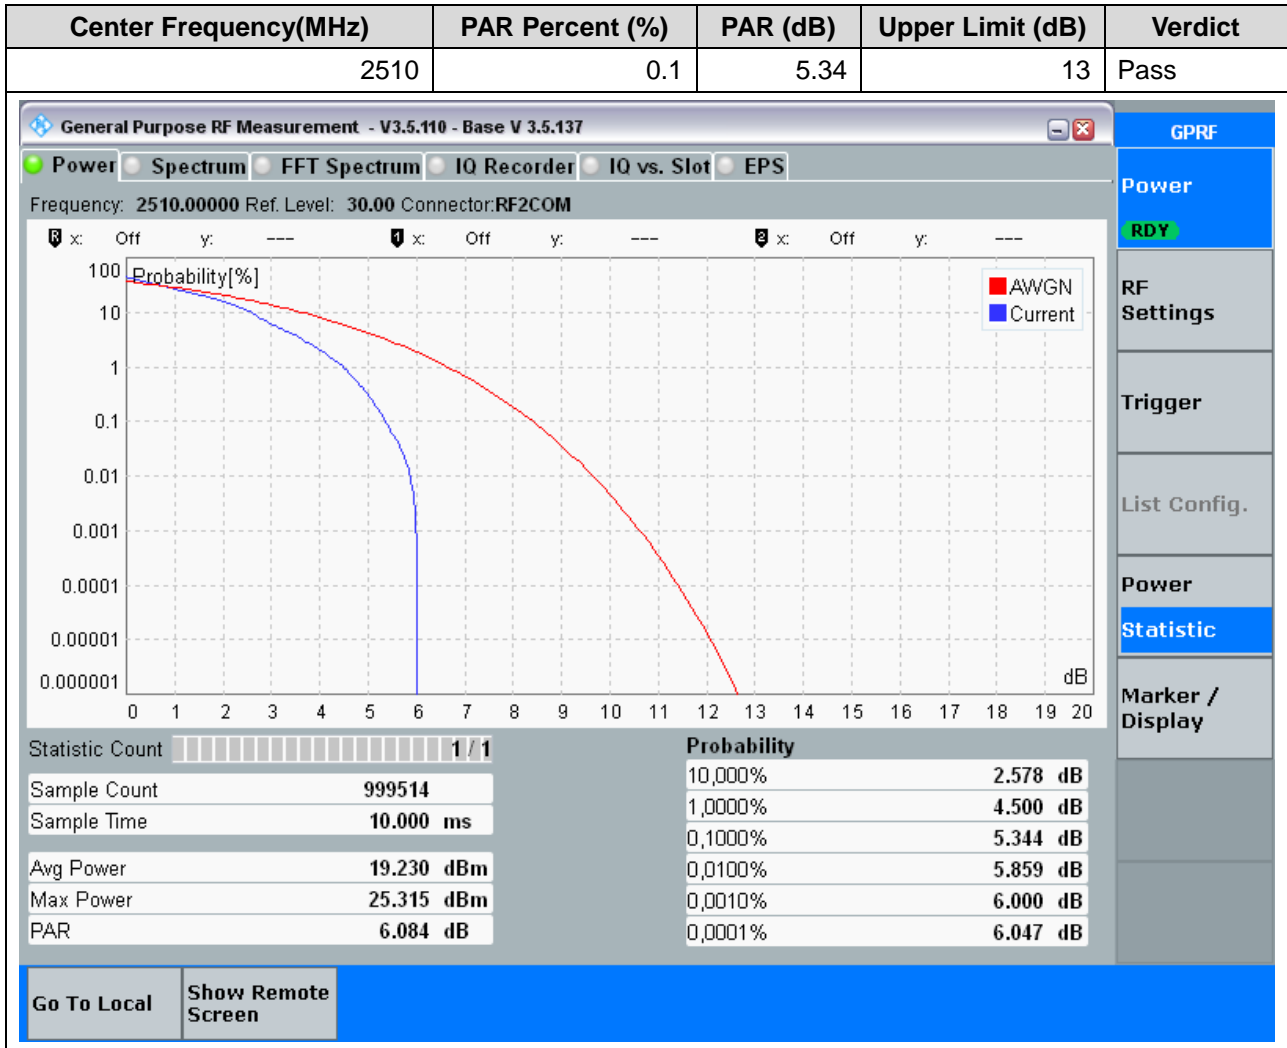 Center Frequency(MHz) PAR Percent (%) PAR (dB) Upper Limit (dB) Verdict
2510 0.1 5.34 13 Pass
General Purpose RF Measurement - V3.5.110 - Base V 3.5.137
GPRF
Power Spectrum FFT Spectrum IQ Recorder IQ vs. Slot EPS
Frequency: 2510.00000 Ref. Level: 30.00 Connector:RF2COM
R x: Off y: --- 1 x: Off y: --- 2 x: Off y: ---
Probability[%]
100
10
1
0.1
0.01
0.001
0.0001
0.00001
0.000001
AWGN
Current
dB
0 1 2 3 4 5 6 7 8 9 10 11 12 13 14 15 16 17 18 19 20
Statistic Count 1 / 1
Sample Count 999514
Sample Time 10.000 ms
Avg Power 19.230 dBm
Max Power 25.315 dBm
PAR 6.084 dB
Probability
10,000% 2.578 dB
1,0000% 4.500 dB
0,1000% 5.344 dB
0,0100% 5.859 dB
0,0010% 6.000 dB
0,0001% 6.047 dB
Power
RDY
RF
Settings
Trigger
List Config.
Power
Statistic
Marker /
Display
Go To Local
Show Remote
Screen